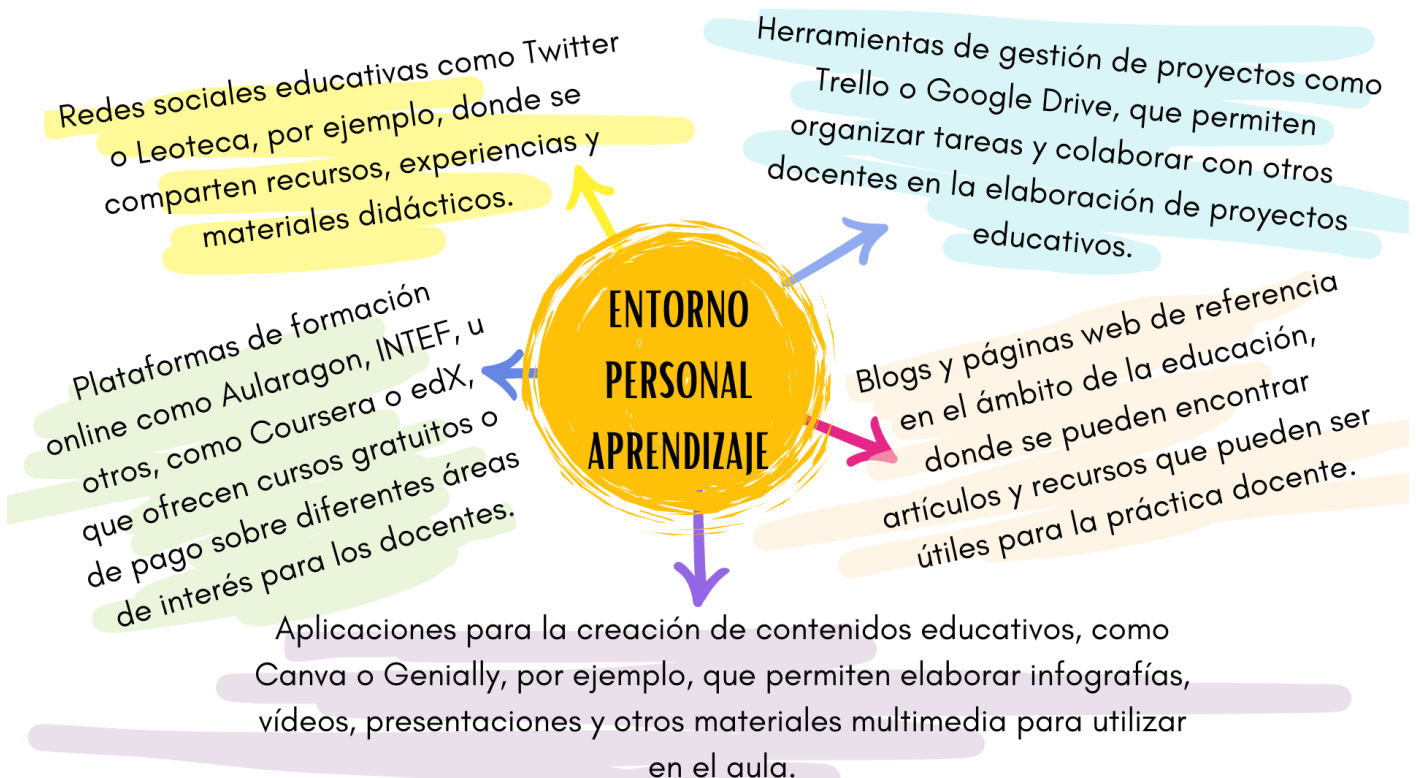 Redes sociales educativas como Twitter
o Leoteca, por ejemplo, donde se
comparten recursos, experiencias y
materiales didácticos.
Herramientas de gestión de proyectos como
Trello o Google Drive, que permiten
organizar tareas y colaborar con otros
docentes en la elaboración de proyectos
educativos.
ENTORNO
PERSONAL
APRENDIZAJE
Plataformas de formación
online como Aularagon, INTEF, u
otros, como Coursera o edX,
que ofrecen cursos gratuitos o
de pago sobre diferentes áreas
de interés para los docentes.
Blogs y páginas web de referencia
en el ámbito de la educación,
donde se pueden encontrar
artículos y recursos que pueden ser
útiles para la práctica docente.
Aplicaciones para la creación de contenidos educativos, como
Canva o Genially, por ejemplo, que permiten elaborar infografías,
vídeos, presentaciones y otros materiales multimedia para utilizar
en el aula.